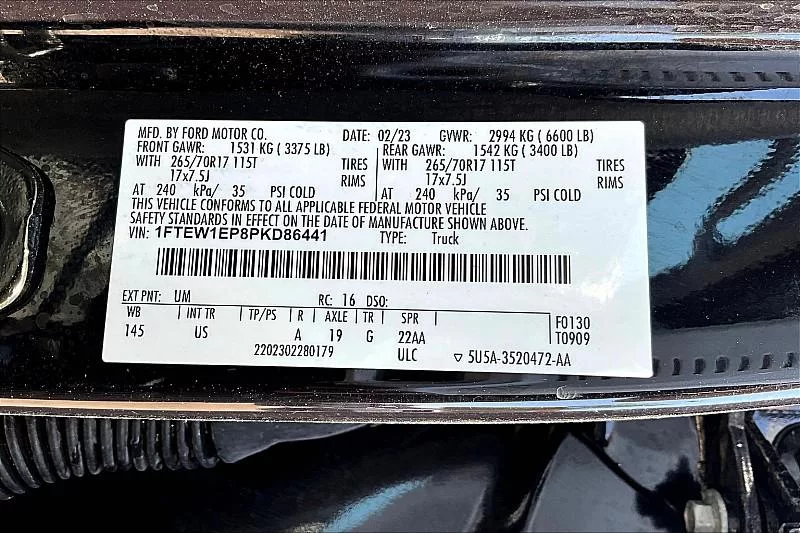 MFD. BY FORD MOTOR CO. DATE: 02/23 GVWR: 2994 KG ( 6600 LB)
FRONT GAWR: 1531 KG ( 3375 LB) REAR GAWR: 1542 KG ( 3400 LB)
WITH 265/70R17 115T TIRES WITH 265/70R17 115T TIRES
17x7.5J RIMS 17x7.5J RIMS
AT 240 kPa/ 35 PSI COLD AT 240 kPa/ 35 PSI COLD
THIS VEHICLE CONFORMS TO ALL APPLICABLE FEDERAL MOTOR VEHICLE
SAFETY STANDARDS IN EFFECT ON THE DATE OF MANUFACTURE SHOWN ABOVE.
VIN: 1FTEW1EP8PKD86441 TYPE: Truck
EXT PNT: UM RC: 16 DSO:
WB | INT TR | TP/PS | R | AXLE | TR | SPR | F0130
145 US A 19 G 22AA T0909
2202302280179 ULC ▽ 5U5A-3520472-AA